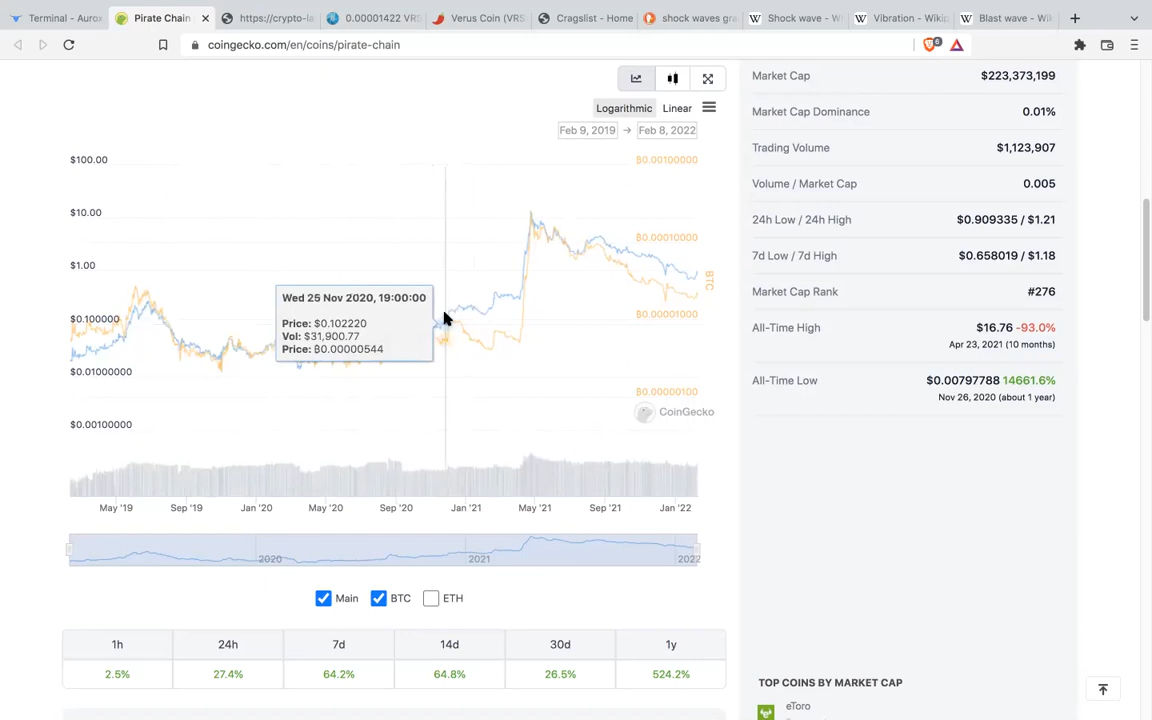 Terminal - Aurox
Pirate Chain
https://crypto-la
0.00001422 VRS
Verus Coin (VRS
Cragslist - Home
shock waves gra
Shock wave - W
Vibration - Wikip
Blast wave - Wik
coingecko.com/en/coins/pirate-chain
Logarithmic Linear
Feb 9, 2019 → Feb 8, 2022
$100.00
$10.00
$1.00
$0.100000
$0.01000000
$0.00100000
₿0.00100000
₿0.00010000
₿0.00001000
₿0.00000100
BTC
Wed 25 Nov 2020, 19:00:00
Price: $0.102220
Vol: $31,900.77
Price: ₿0.00000544
CoinGecko
May '19 Sep '19 Jan '20 May '20 Sep '20 Jan '21 May '21 Sep '21 Jan '22
2020 2021 2022
Main BTC ETH
1h 24h 7d 14d 30d 1y
2.5% 27.4% 64.2% 64.8% 26.5% 524.2%
Market Cap $223,373,199
Market Cap Dominance 0.01%
Trading Volume $1,123,907
Volume / Market Cap 0.005
24h Low / 24h High $0.909335 / $1.21
7d Low / 7d High $0.658019 / $1.18
Market Cap Rank #276
All-Time High $16.76 -93.0%
Apr 23, 2021 (10 months)
All-Time Low $0.00797788 14661.6%
Nov 26, 2020 (about 1 year)
TOP COINS BY MARKET CAP
eToro